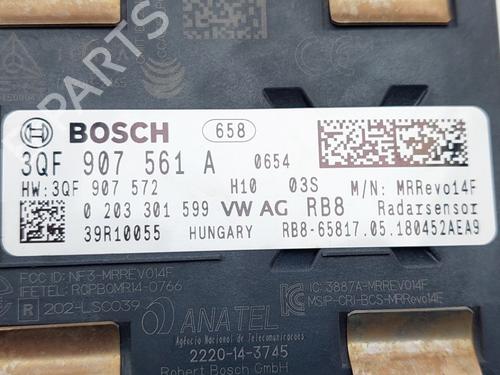 BOSCH 658
3QF 907 561 A 0654
HW:3QF 907 572 H10 03S M/N: MRRevo14F
0 203 301 599 VW AG RB8 Radarsensor
39R10055 HUNGARY RB8-65817.05.180452AEA9
FCC ID: NF3-MRREVO14F
FETEL: RCPBOMR14-0766
R 202-LSC039
IC: 3887A-MRREVO14F
MSIP-CRI-BCS-MRRevo14F
ANATEL
Agência Nacional de Telecomunicações
2220-14-3745
Robert Bosch GmbH
PARTS